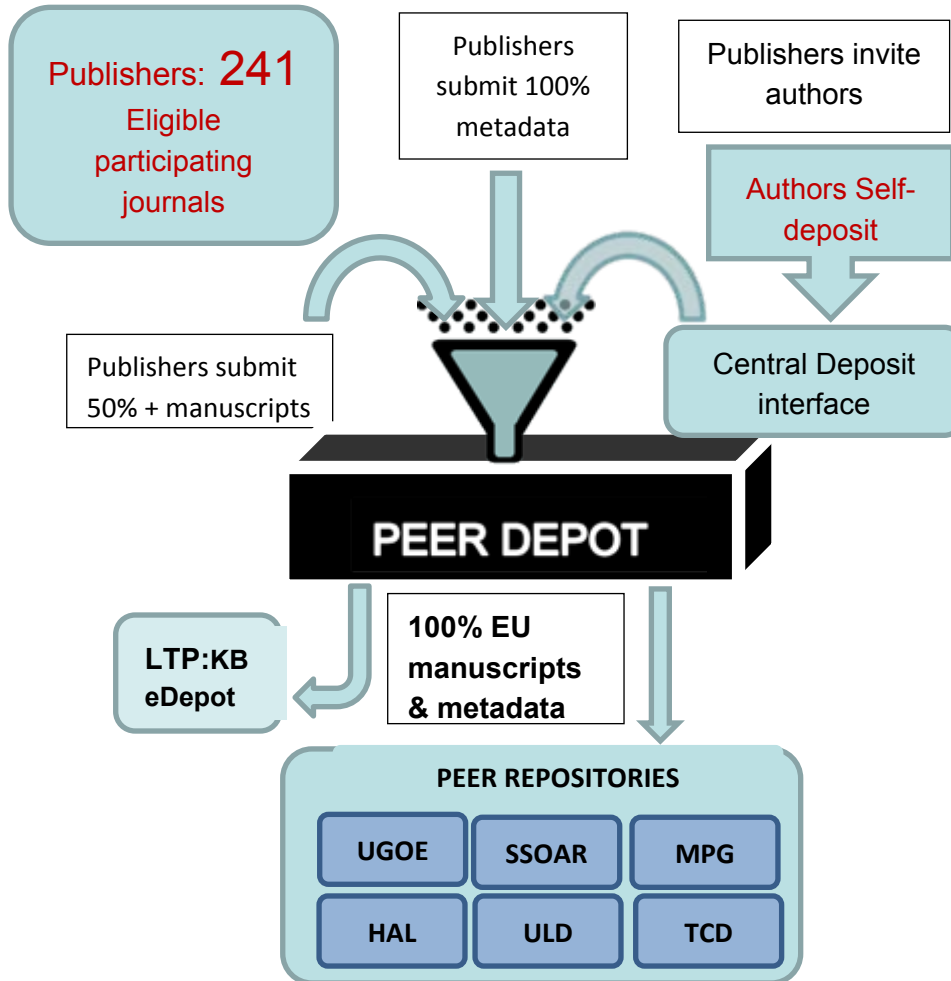 Publishers: 241
Eligible
participating
journals
Publishers
submit 100%
metadata
Publishers invite
authors
Authors Self-
deposit
Publishers submit
50% + manuscripts
Central Deposit
interface
PEER DEPOT
LTP:KB
eDepot
100% EU
manuscripts
& metadata
PEER REPOSITORIES
UGOE
SSOAR
MPG
HAL
ULD
TCD